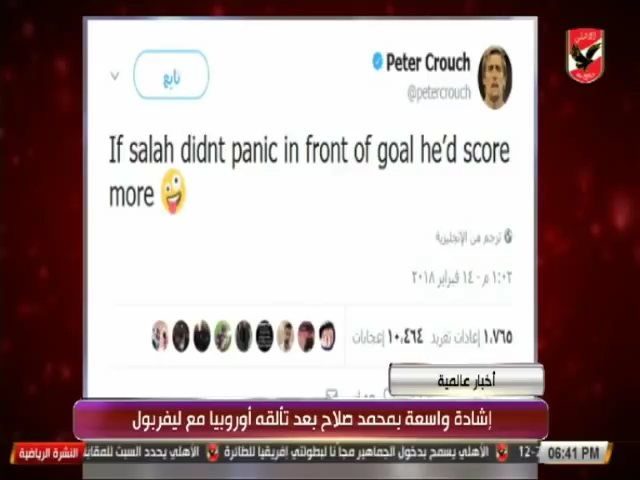 Peter Crouch
@petercrouch
تابع
If salah didnt panic in front of goal he'd score
more 🤪
ترجم من الإنجليزية
١:٠٢ م - ١٤ فبراير ٢٠١٨
١،٧٦٥ إعادات تغريد ١٠،٤٦٤ إعجابات
أخبار عالمية
إشادة واسعة بمحمد صلاح بعد تألقه أوروبيا مع ليفربول
النشرة الرياضية
12-7 الأهلي يسمح بدخول الجماهير مجانا لبطولتي إفريقيا للطائرة الأهلي يحدد السبت
06:41 PM